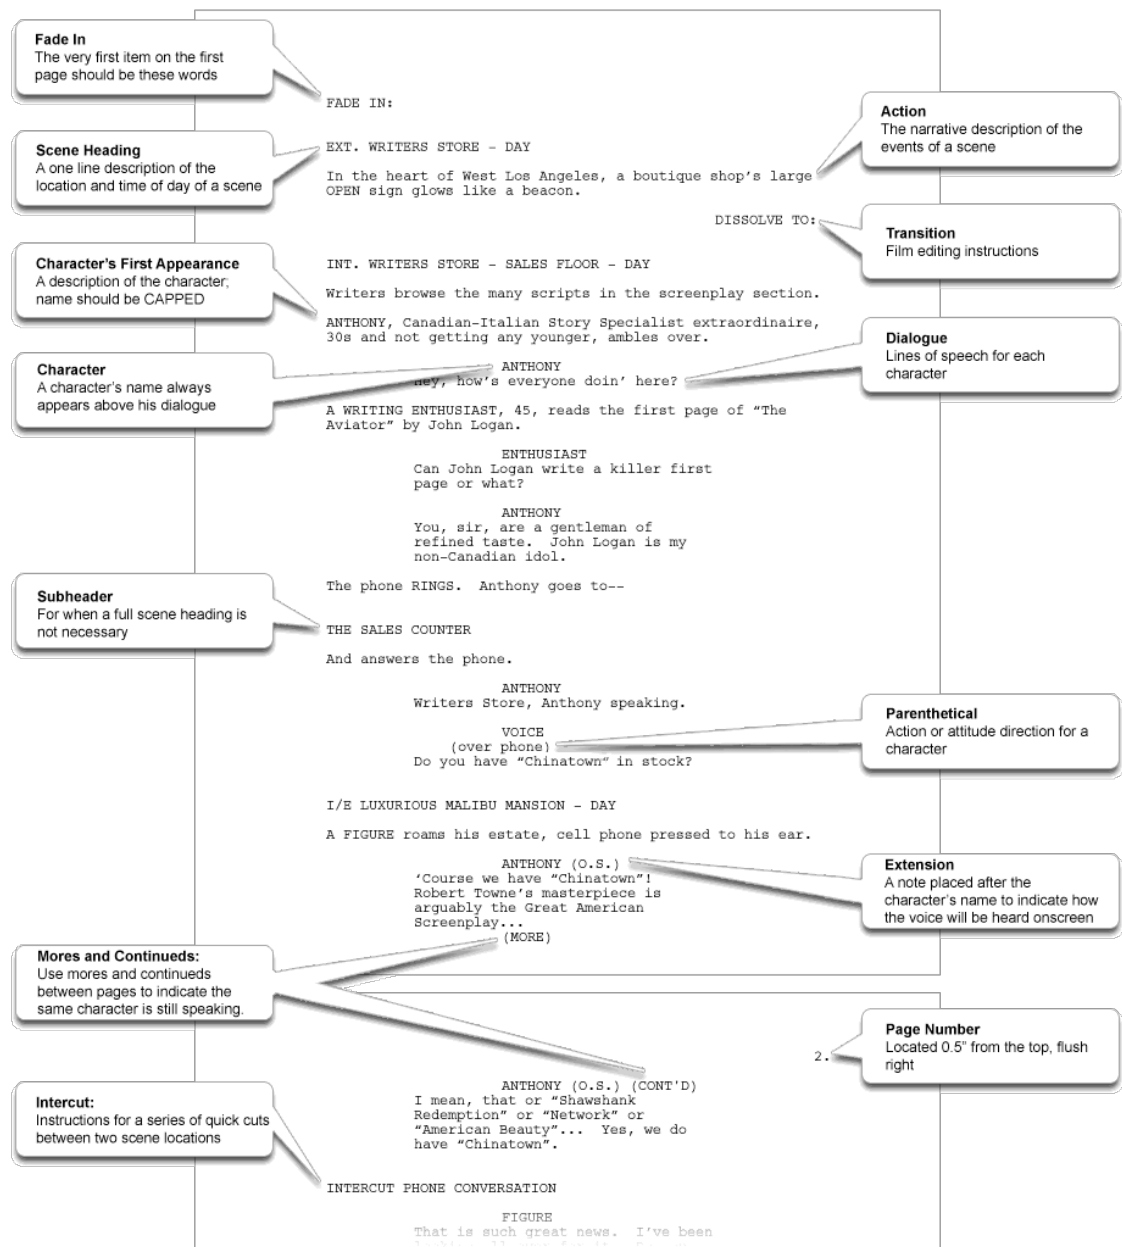 Fade In
The very first item on the first
page should be these words
FADE IN:
Action
The narrative description of the
events of a scene
Scene Heading
A one line description of the
location and time of day of a scene
EXT. WRITERS STORE – DAY
In the heart of West Los Angeles, a boutique shop's large
OPEN sign glows like a beacon.
DISSOLVE TO:
Transition
Film editing instructions
Character's First Appearance
A description of the character;
name should be CAPPED
INT. WRITERS STORE – SALES FLOOR – DAY
Writers browse the many scripts in the screenplay section.
ANTHONY, Canadian-Italian Story Specialist extraordinaire,
30s and not getting any younger, ambles over.
Dialogue
Lines of speech for each
character
Character
A character's name always
appears above his dialogue
ANTHONY
Hey, how's everyone doin' here?
A WRITING ENTHUSIAST, 45, reads the first page of “The
Aviator” by John Logan.
ENTHUSIAST
Can John Logan write a killer first
page or what?
ANTHONY
You, sir, are a gentleman of
refined taste.  John Logan is my
non-Canadian idol.
The phone RINGS.  Anthony goes to--
Subheader
For when a full scene heading is
not necessary
THE SALES COUNTER
And answers the phone.
ANTHONY
Writers Store, Anthony speaking.
VOICE
(over phone)
Do you have “Chinatown” in stock?
Parenthetical
Action or attitude direction for a
character
I/E LUXURIOUS MALIBU MANSION – DAY
A FIGURE roams his estate, cell phone pressed to his ear.
ANTHONY (O.S.)
‘Course we have “Chinatown”!
Robert Towne's masterpiece is
arguably the Great American
Screenplay...
(MORE)
Extension
A note placed after the
character's name to indicate how
the voice will be heard onscreen
Mores and Continueds:
Use mores and continueds
between pages to indicate the
same character is still speaking.
2.
Page Number
Located 0.5” from the top, flush
right
ANTHONY (O.S.) (CONT'D)
I mean, that or “Shawshank
Redemption” or “Network” or
“American Beauty”...  Yes, we do
have “Chinatown”.
Intercut:
Instructions for a series of quick cuts
between two scene locations
INTERCUT PHONE CONVERSATION
FIGURE
That is such great news.  I've been